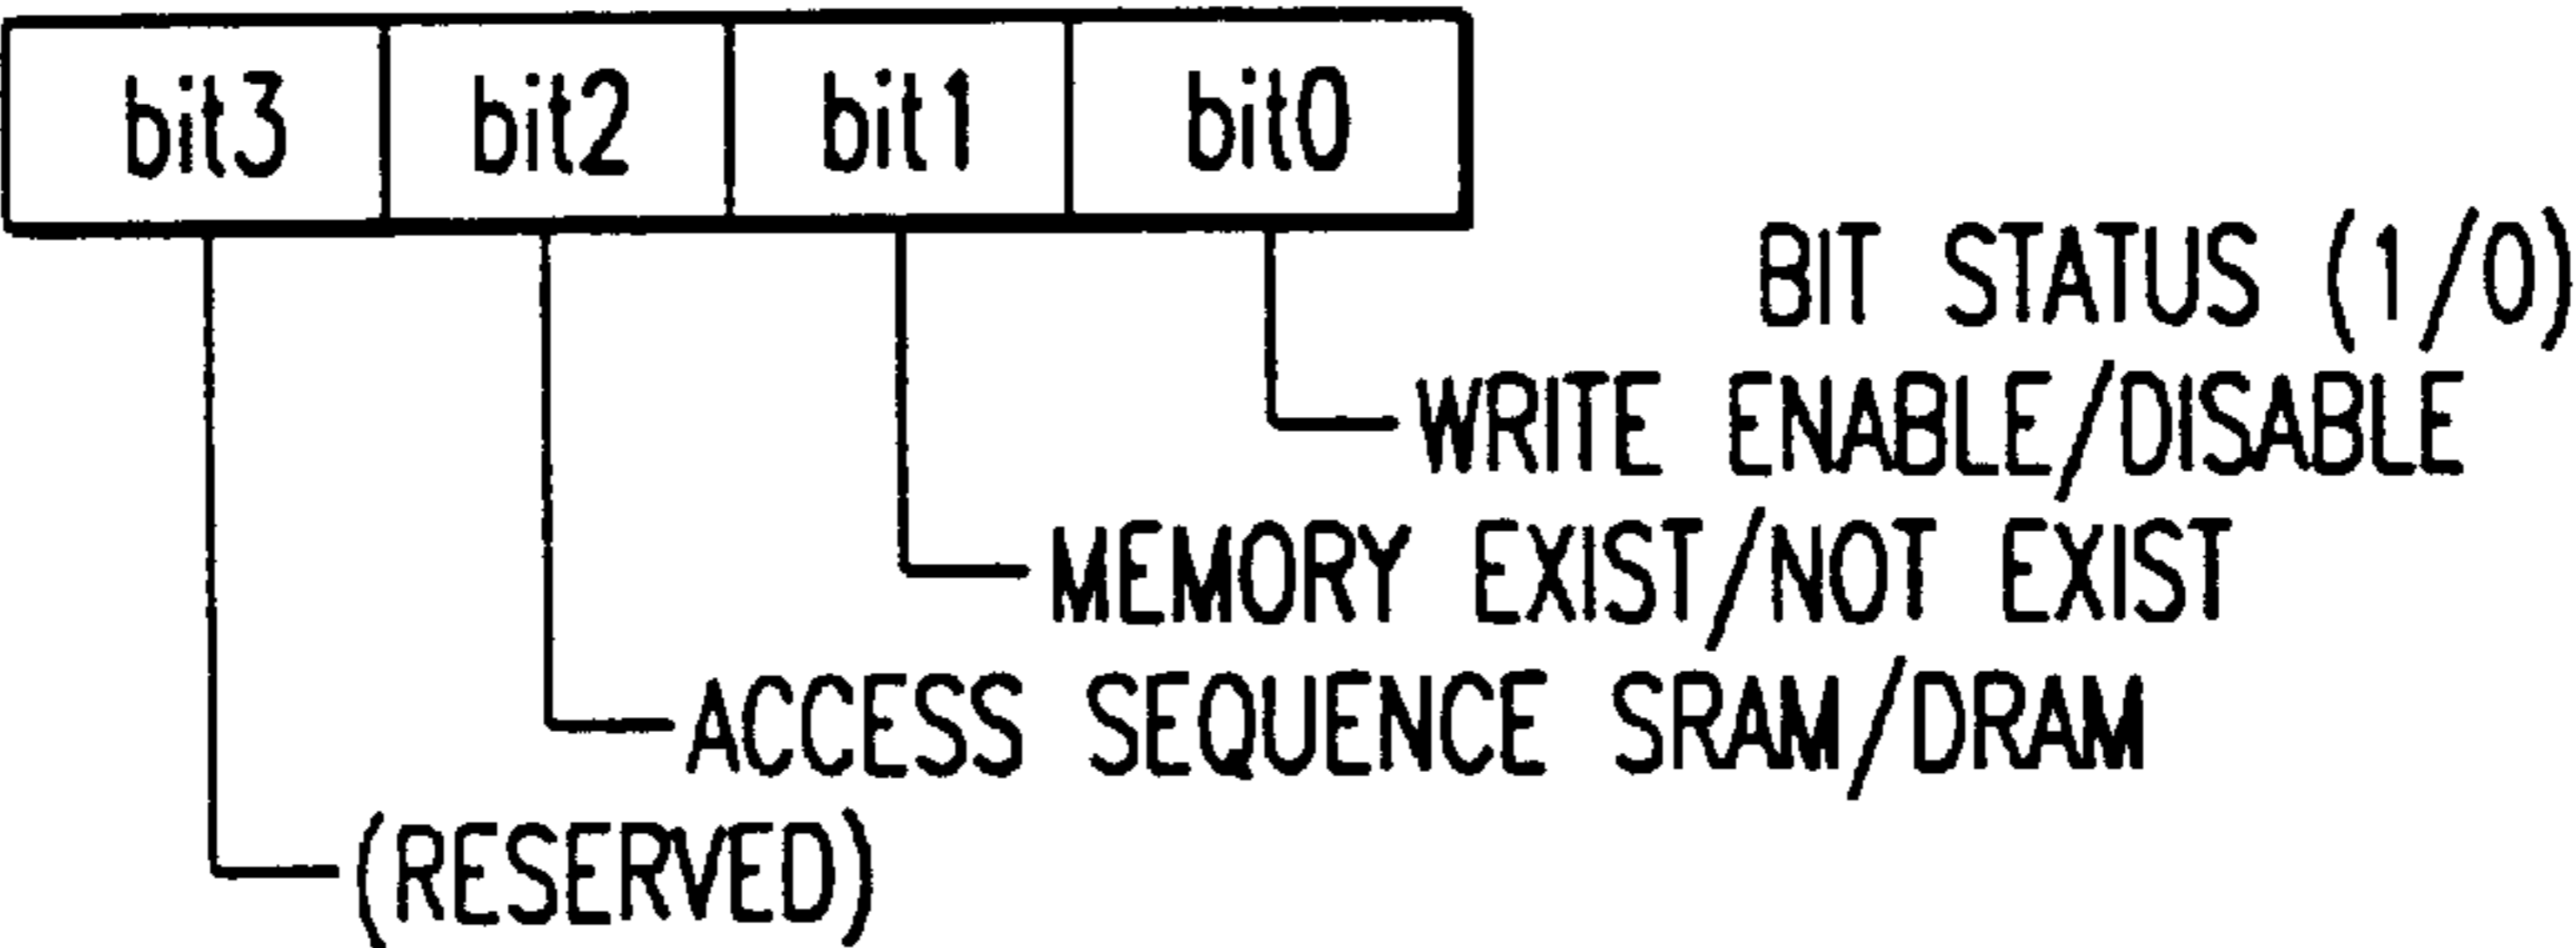 bit3 bit2 bit1 bit0
BIT STATUS (1/0)
WRITE ENABLE/DISABLE
MEMORY EXIST/NOT EXIST
ACCESS SEQUENCE SRAM/DRAM
(RESERVED)